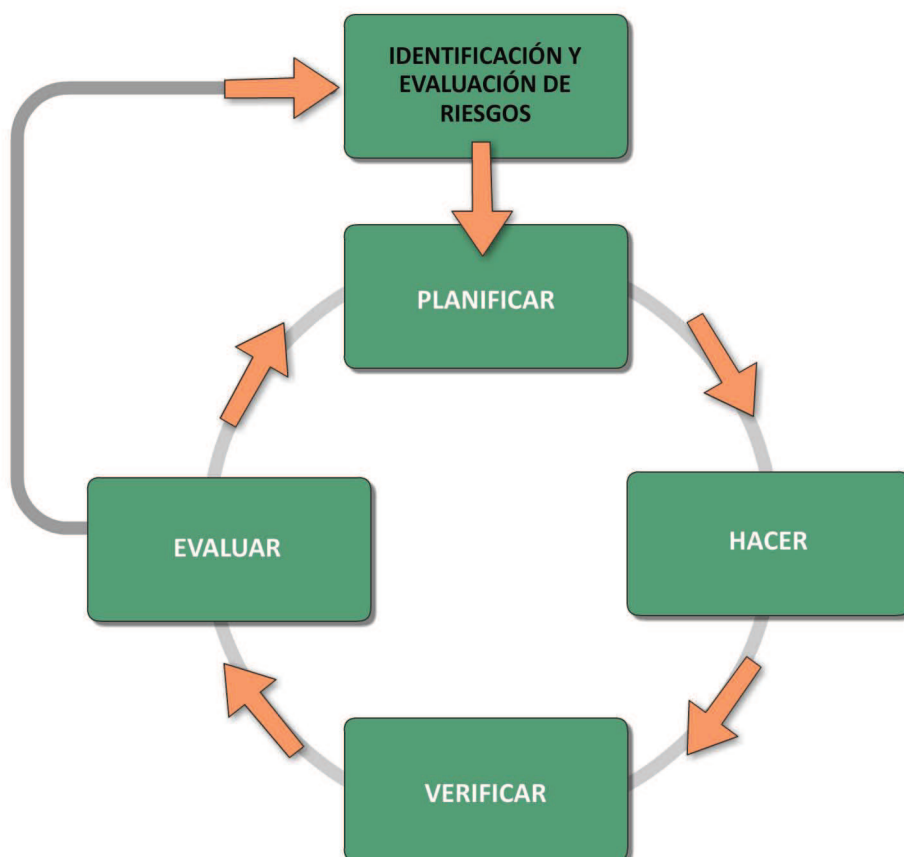 IDENTIFICACIÓN Y
EVALUACIÓN DE
RIESGOS
PLANIFICAR
EVALUAR
HACER
VERIFICAR